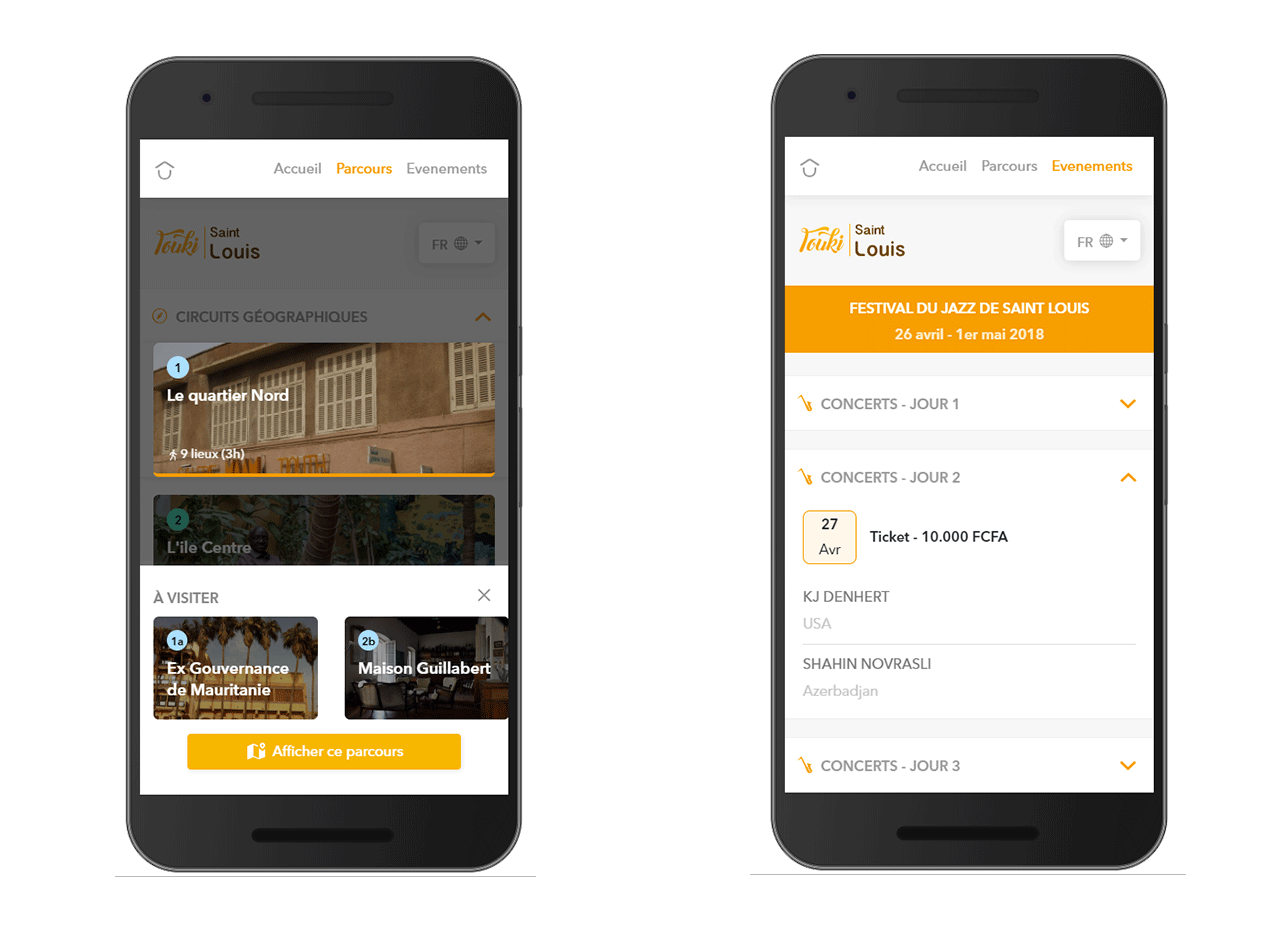 Accueil Parcours Evenements
Touki Saint
Louis
FR
CIRCUITS GÉOGRAPHIQUES
1
Le quartier Nord
9 lieux (3h)
2
L'ile Centre
À VISITER
1a
Ex Gouvernance
de Mauritanie
2b
Maison Guillabert
Afficher ce parcours
Accueil Parcours Evenements
Touki Saint
Louis
FR
FESTIVAL DU JAZZ DE SAINT LOUIS
26 avril - 1er mai 2018
CONCERTS - JOUR 1
CONCERTS - JOUR 2
27
Avr
Ticket - 10.000 FCFA
KJ DENHERT
USA
SHAHIN NOVRASLI
Azerbadjan
CONCERTS - JOUR 3